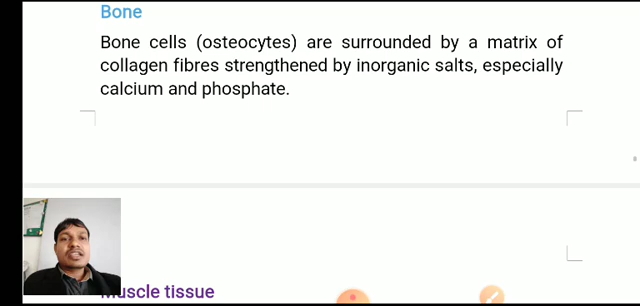 Bone
Bone cells (osteocytes) are surrounded by a matrix of
collagen fibres strengthened by inorganic salts, especially
calcium and phosphate.
Muscle tissue